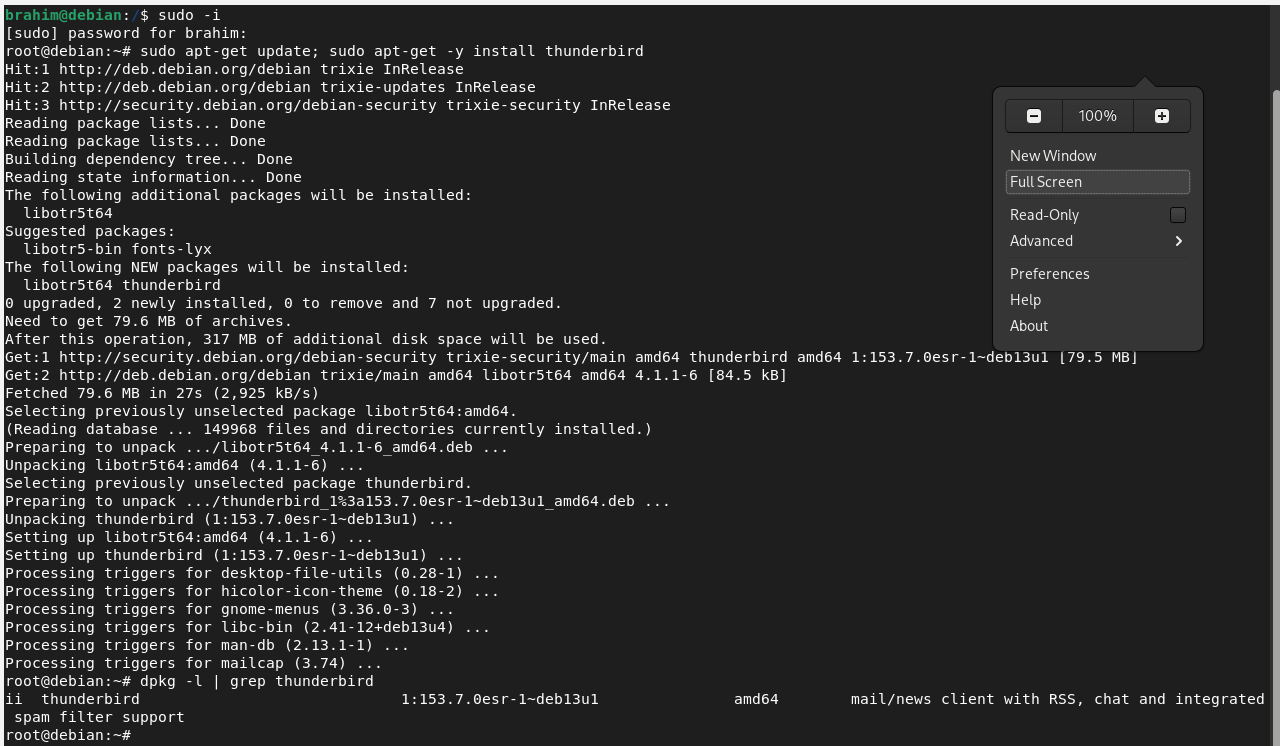 brahim@debian:/$ sudo -i
[sudo] password for brahim:
root@debian:~# sudo apt-get update; sudo apt-get -y install thunderbird
Hit:1 http://deb.debian.org/debian trixie InRelease
Hit:2 http://deb.debian.org/debian trixie-updates InRelease
Hit:3 http://security.debian.org/debian-security trixie-security InRelease
Reading package lists... Done
Reading package lists... Done
Building dependency tree... Done
Reading state information... Done
The following additional packages will be installed:
  libotr5t64
Suggested packages:
  libotr5-bin fonts-lyx
The following NEW packages will be installed:
  libotr5t64 thunderbird
0 upgraded, 2 newly installed, 0 to remove and 7 not upgraded.
Need to get 79.6 MB of archives.
After this operation, 317 MB of additional disk space will be used.
Get:1 http://security.debian.org/debian-security trixie-security/main amd64 thunderbird amd64 1:153.7.0esr-1~deb13u1 [79.5 MB]
Get:2 http://deb.debian.org/debian trixie/main amd64 libotr5t64 amd64 4.1.1-6 [84.5 kB]
Fetched 79.6 MB in 27s (2,925 kB/s)
Selecting previously unselected package libotr5t64:amd64.
(Reading database ... 149968 files and directories currently installed.)
Preparing to unpack .../libotr5t64_4.1.1-6_amd64.deb ...
Unpacking libotr5t64:amd64 (4.1.1-6) ...
Selecting previously unselected package thunderbird.
Preparing to unpack .../thunderbird_1%3a153.7.0esr-1~deb13u1_amd64.deb ...
Unpacking thunderbird (1:153.7.0esr-1~deb13u1) ...
Setting up libotr5t64:amd64 (4.1.1-6) ...
Setting up thunderbird (1:153.7.0esr-1~deb13u1) ...
Processing triggers for desktop-file-utils (0.28-1) ...
Processing triggers for hicolor-icon-theme (0.18-2) ...
Processing triggers for gnome-menus (3.36.0-3) ...
Processing triggers for libc-bin (2.41-12+deb13u4) ...
Processing triggers for man-db (2.13.1-1) ...
Processing triggers for mailcap (3.74) ...
root@debian:~# dpkg -l | grep thunderbird
ii  thunderbird                             1:153.7.0esr-1~deb13u1               amd64        mail/news client with RSS, chat and integrated
 spam filter support
root@debian:~#
100%
New Window
Full Screen
Read-Only
Advanced
Preferences
Help
About